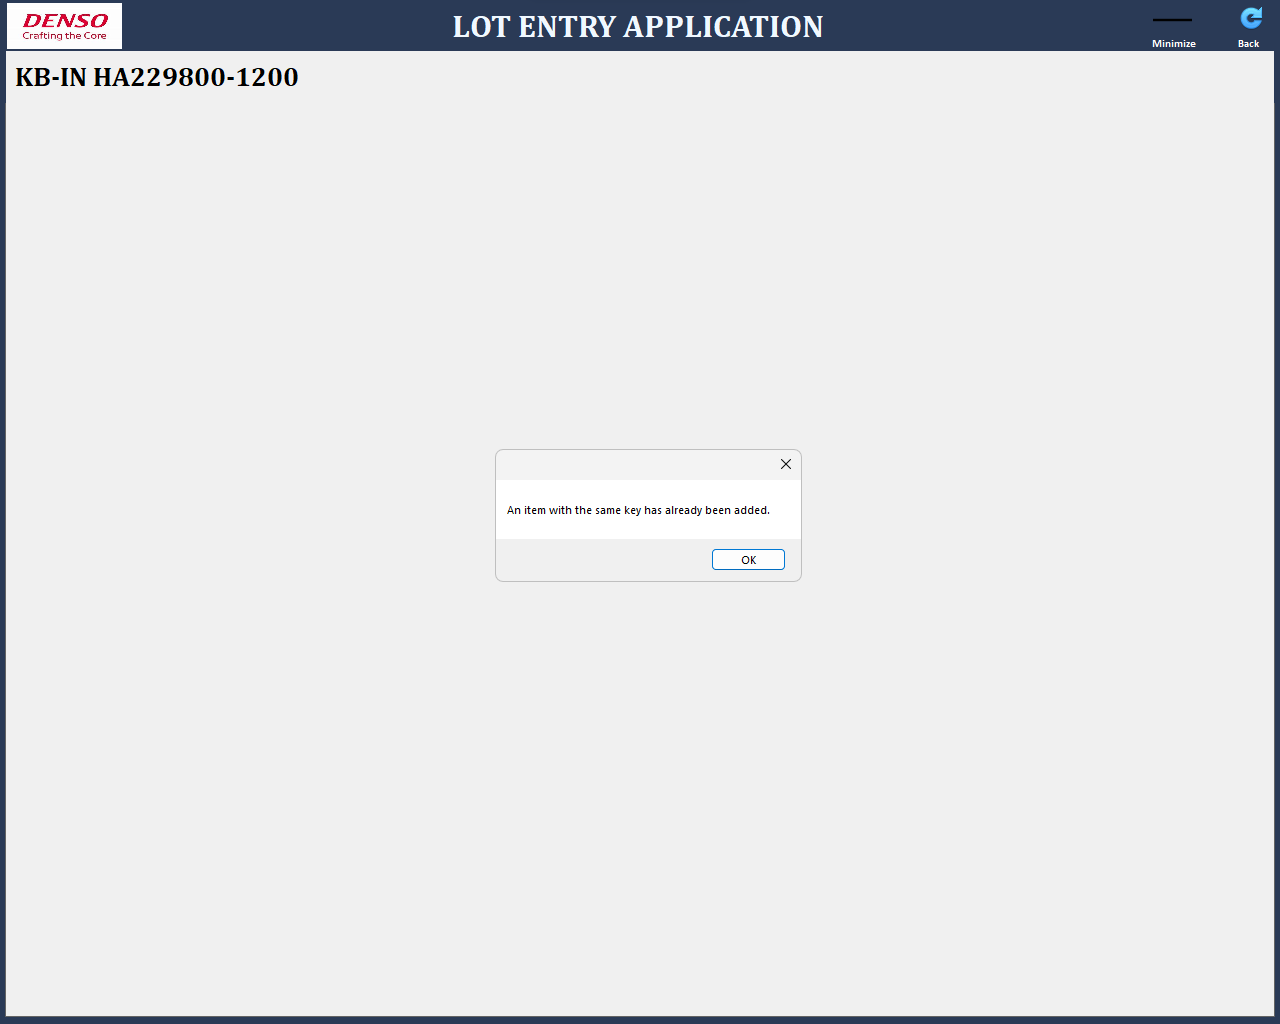 DENSO
Crafting the Core
LOT ENTRY APPLICATION
Minimize
Back
KB-IN HA229800-1200
An item with the same key has already been added.
OK